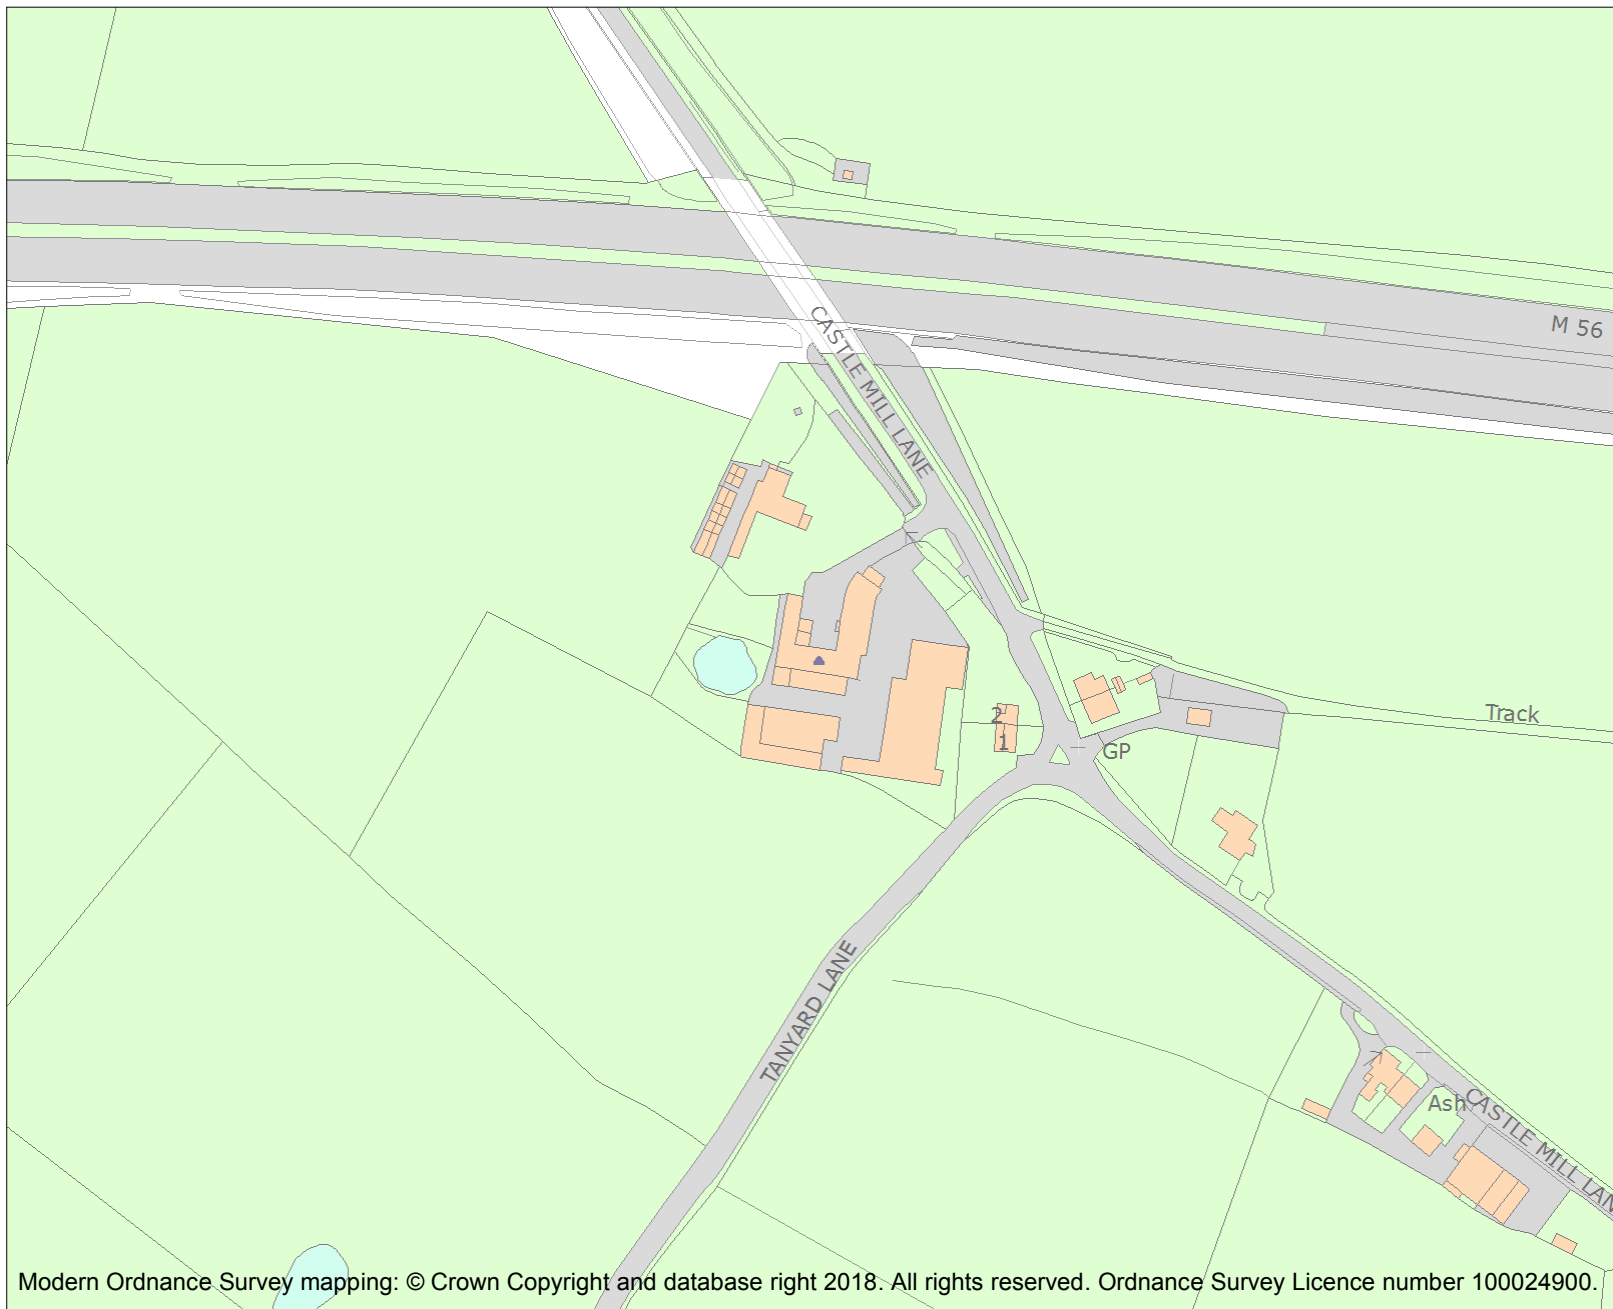 M 56
CASTLE MILL LANE
2
1
GP
Track
TANYARD LANE
Ash
CASTLE MILL LAN
Modern Ordnance Survey mapping: © Crown Copyright and database right 2018. All rights reserved. Ordnance Survey Licence number 100024900.